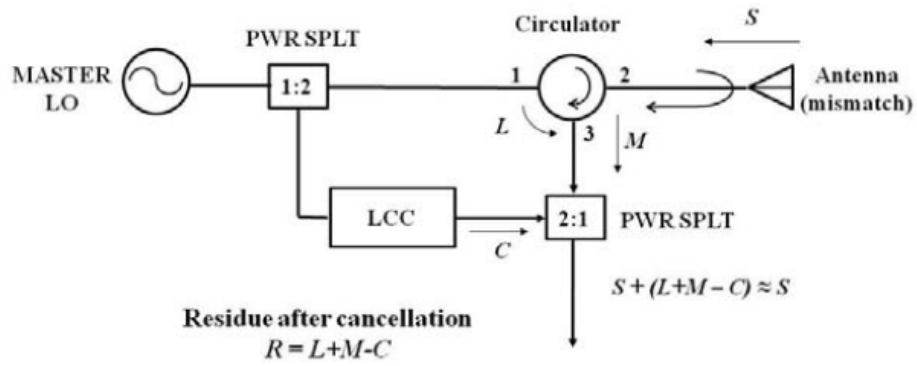 Circulator
S
PWR SPLT
MASTER
LO
1:2
1
2
Antenna
(mismatch)
L
3
M
LCC
2:1
PWR SPLT
C
S + (L+M – C) ≈ S
Residue after cancellation
R = L+M-C